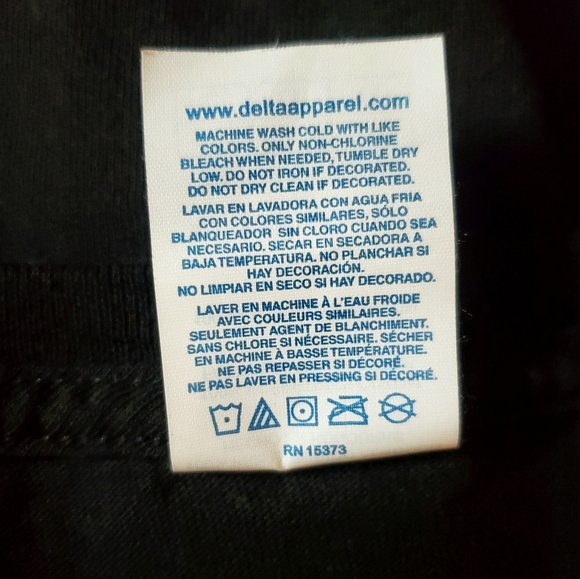 www.deltaapparel.com
MACHINE WASH COLD WITH LIKE
COLORS. ONLY NON-CHLORINE
BLEACH WHEN NEEDED, TUMBLE DRY
LOW. DO NOT IRON IF DECORATED.
DO NOT DRY CLEAN IF DECORATED.
LAVAR EN LAVADORA CON AGUA FRIA
CON COLORES SIMILARES, SÓLO
BLANQUEADOR SIN CLORO CUANDO SEA
NECESARIO. SECAR EN SECADORA A
BAJA TEMPERATURA. NO PLANCHAR SI
HAY DECORACIÓN.
NO LIMPIAR EN SECO SI HAY DECORADO.
LAVER EN MACHINE À L'EAU FROIDE
AVEC COULEURS SIMILAIRES.
SEULEMENT AGENT DE BLANCHIMENT.
SANS CHLORE SI NÉCESSAIRE. SÉCHER
EN MACHINE À BASSE TEMPÉRATURE.
NE PAS REPASSER SI DÉCORÉ.
NE PAS LAVER EN PRESSING SI DÉCORÉ.
RN 15373